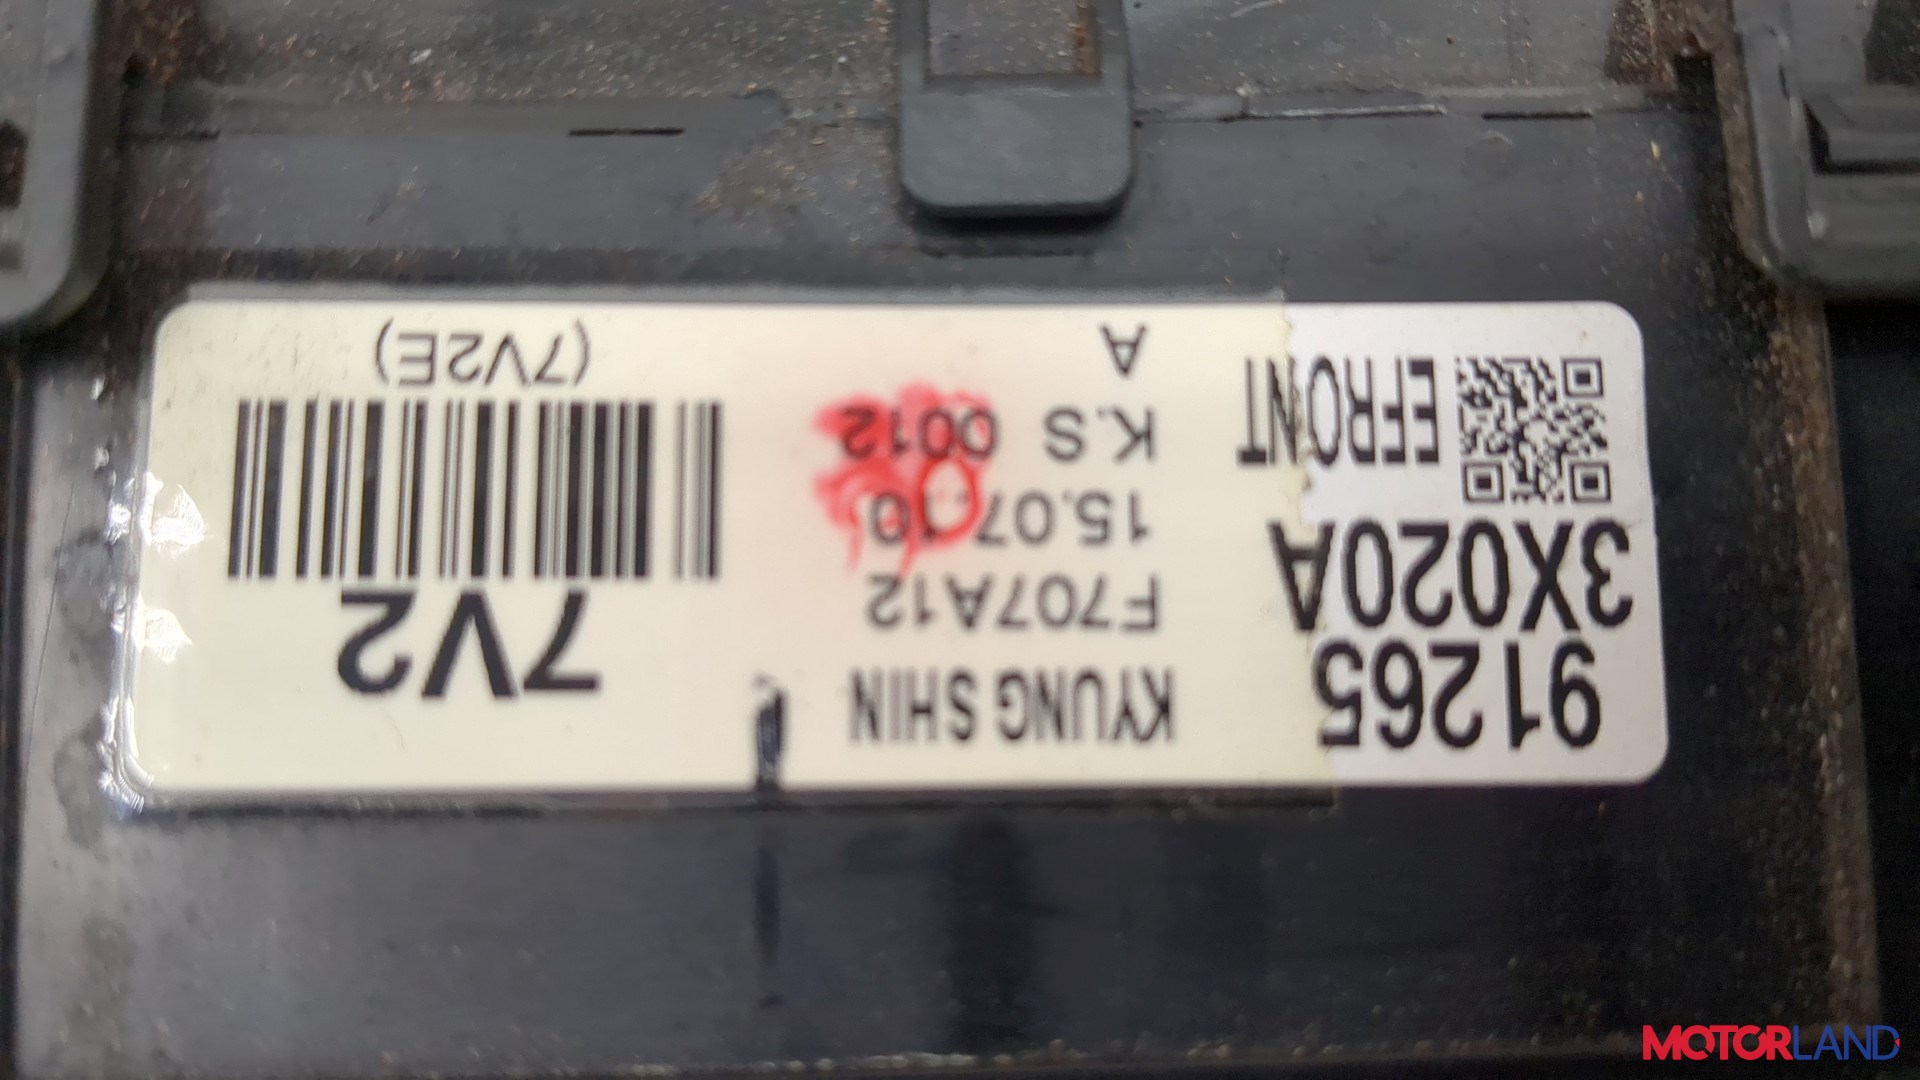 91265
3X020A
EFRONT
KYUNG SHIN
F707A12
15.07.10
K.S 0012
A
7V2
(7V2E)
MOTORLAND